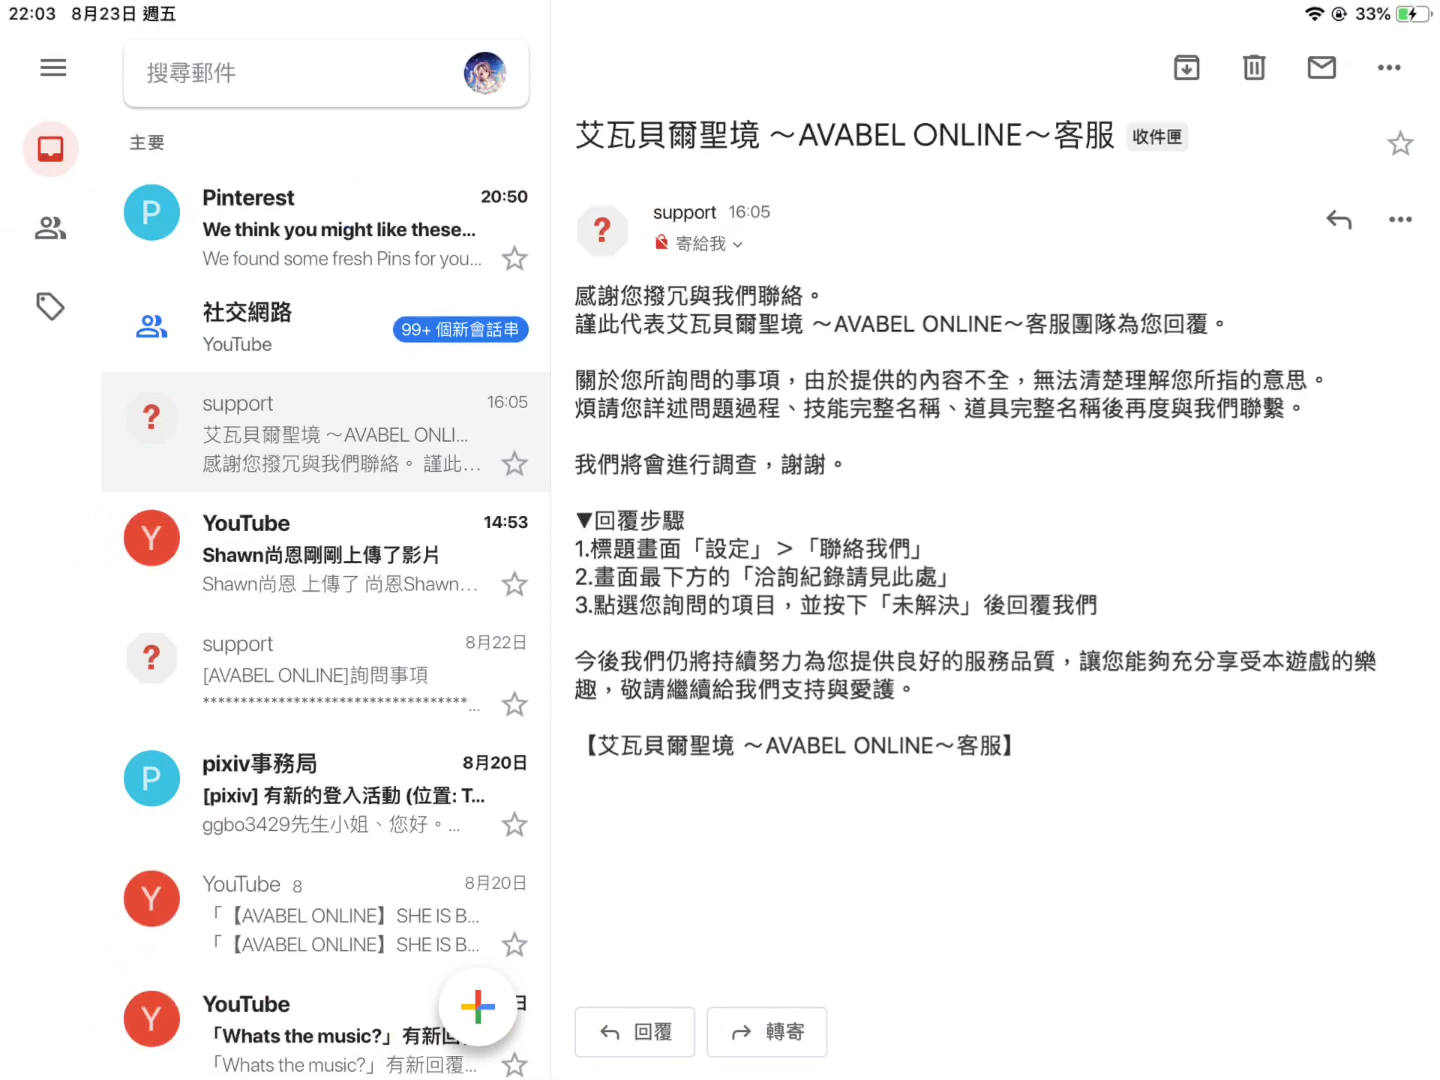 22:03 8月23日 週五
33%
搜尋郵件
主要
P
Pinterest 20:50
We think you might like these...
We found some fresh Pins for you...
社交網路
99+ 個新會話串
YouTube
?
support 16:05
艾瓦貝爾聖境 ～AVABEL ONLI...
感謝您撥冗與我們聯絡。 謹此...
Y
YouTube 14:53
Shawn尚恩剛剛上傳了影片
Shawn尚恩 上傳了 尚恩Shawn...
?
support 8月22日
[AVABEL ONLINE]詢問事項
***********************************...
P
pixiv事務局 8月20日
[pixiv] 有新的登入活動 (位置: T...
ggbo3429先生小姐、您好。...
Y
YouTube 8 8月20日
「【AVABEL ONLINE】SHE IS B...
「【AVABEL ONLINE】SHE IS B...
Y
YouTube 日
「Whats the music?」有新回
「Whats the music?」有新回覆...
艾瓦貝爾聖境 ～AVABEL ONLINE～客服 收件匣
?
support 16:05
寄給我
感謝您撥冗與我們聯絡。
謹此代表艾瓦貝爾聖境 ～AVABEL ONLINE～客服團隊為您回覆。
關於您所詢問的事項，由於提供的內容不全，無法清楚理解您所指的意思。
煩請您詳述問題過程、技能完整名稱、道具完整名稱後再度與我們聯繫。
我們將會進行調查，謝謝。
▼回覆步驟
1.標題畫面「設定」＞「聯絡我們」
2.畫面最下方的「洽詢紀錄請見此處」
3.點選您詢問的項目，並按下「未解決」後回覆我們
今後我們仍將持續努力為您提供良好的服務品質，讓您能夠充分享受本遊戲的樂
趣，敬請繼續給我們支持與愛護。
【艾瓦貝爾聖境 ～AVABEL ONLINE～客服】
回覆
轉寄